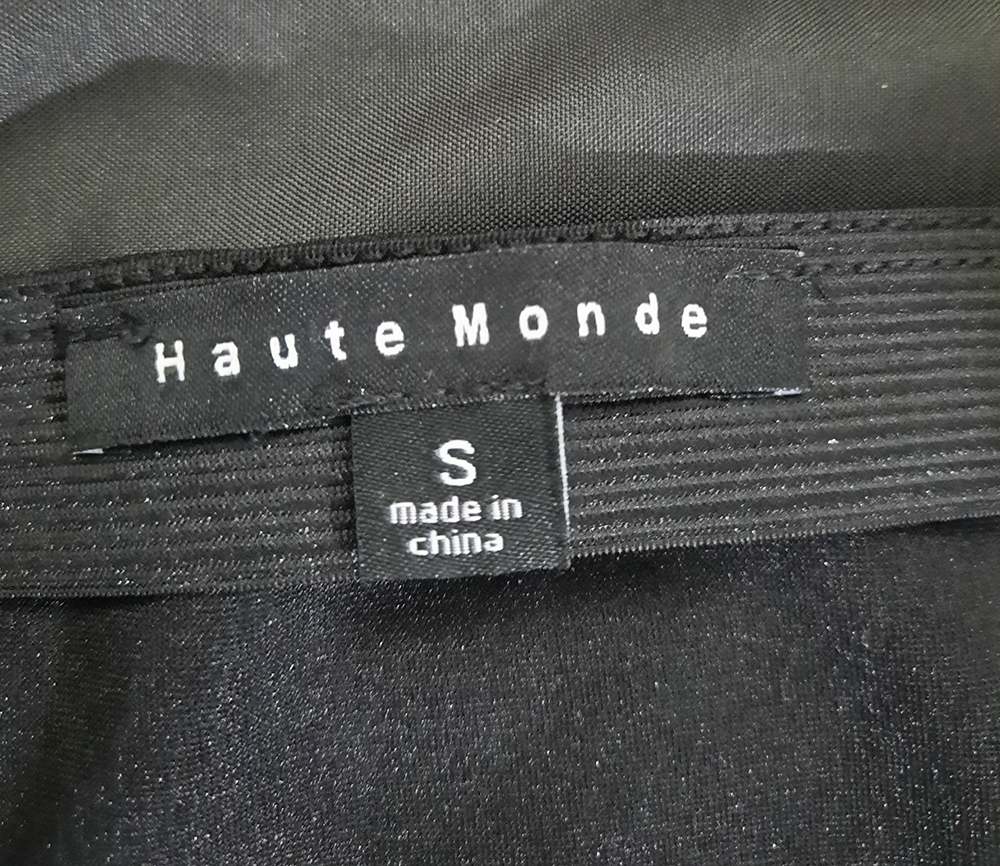 Haute Monde
S
made in
china